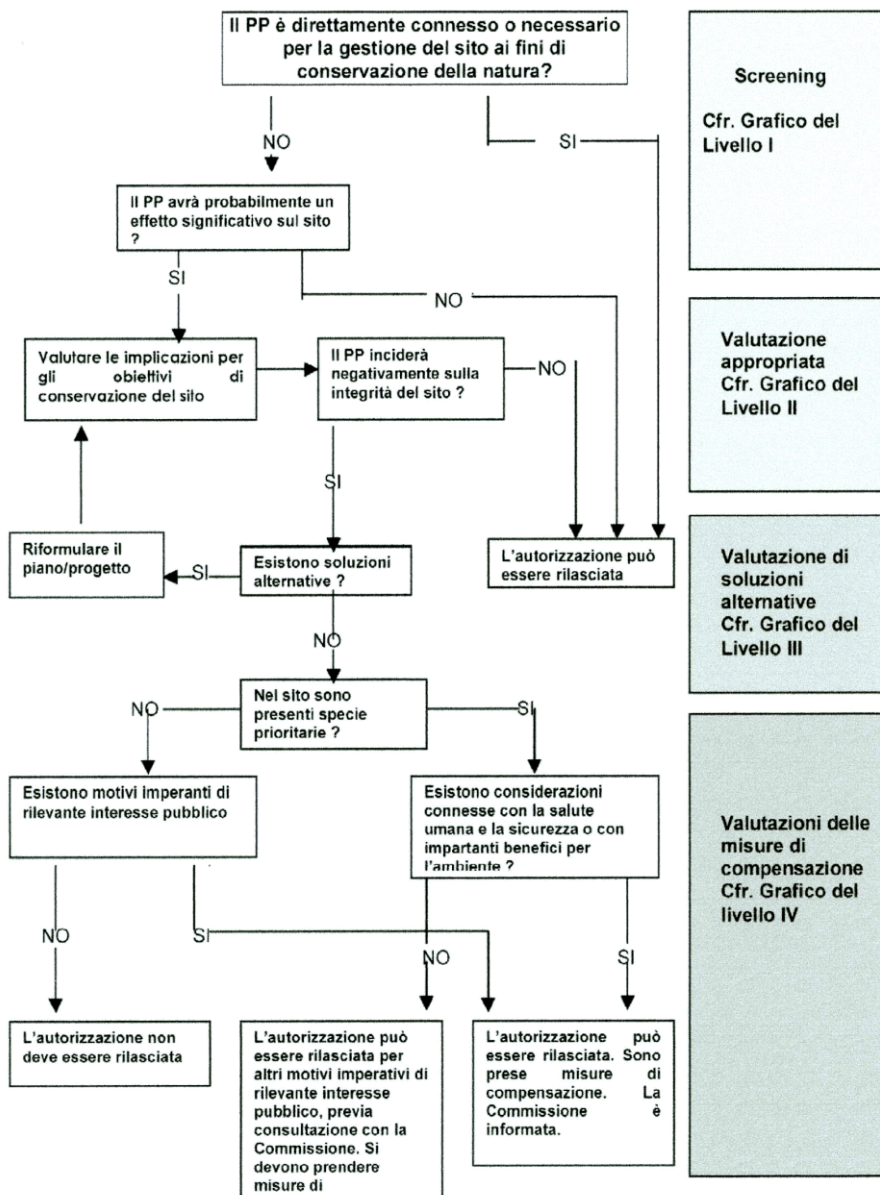 Il PP è direttamente connesso o necessario
per la gestione del sito ai fini di
conservazione della natura?
Screening
Cfr. Grafico del
Livello I
NO
SI
Il PP avrà probabilmente un
effetto significativo sul sito
?
SI
NO
Valutare le implicazioni per
gli obiettivi di
conservazione del sito
Il PP inciderà
negativamente sulla
integrità del sito ?
NO
Valutazione
appropriata
Cfr. Grafico del
Livello II
SI
Riformulare il
piano/progetto
SI
Esistono soluzioni
alternative ?
L'autorizzazione può
essere rilasciata
Valutazione di
soluzioni
alternative
Cfr. Grafico del
Livello III
NO
Nel sito sono
presenti specie
prioritarie ?
NO
SI
Esistono motivi imperanti di
rilevante interesse pubblico
Esistono considerazioni
connesse con la salute
umana e la sicurezza o con
impartanti benefici per
l'ambiente ?
Valutazioni delle
misure di
compensazione
Cfr. Grafico del
livello IV
NO
SI
NO
SI
L'autorizzazione non
deve essere rilasciata
L'autorizzazione può
essere rilasciata per
altri motivi imperativi di
rilevante interesse
pubblico, previa
consultazione con la
Commissione. Si
devono prendere
misure di
L'autorizzazione può
essere rilasciata. Sono
prese misure di
compensazione. La
Commissione è
informata.